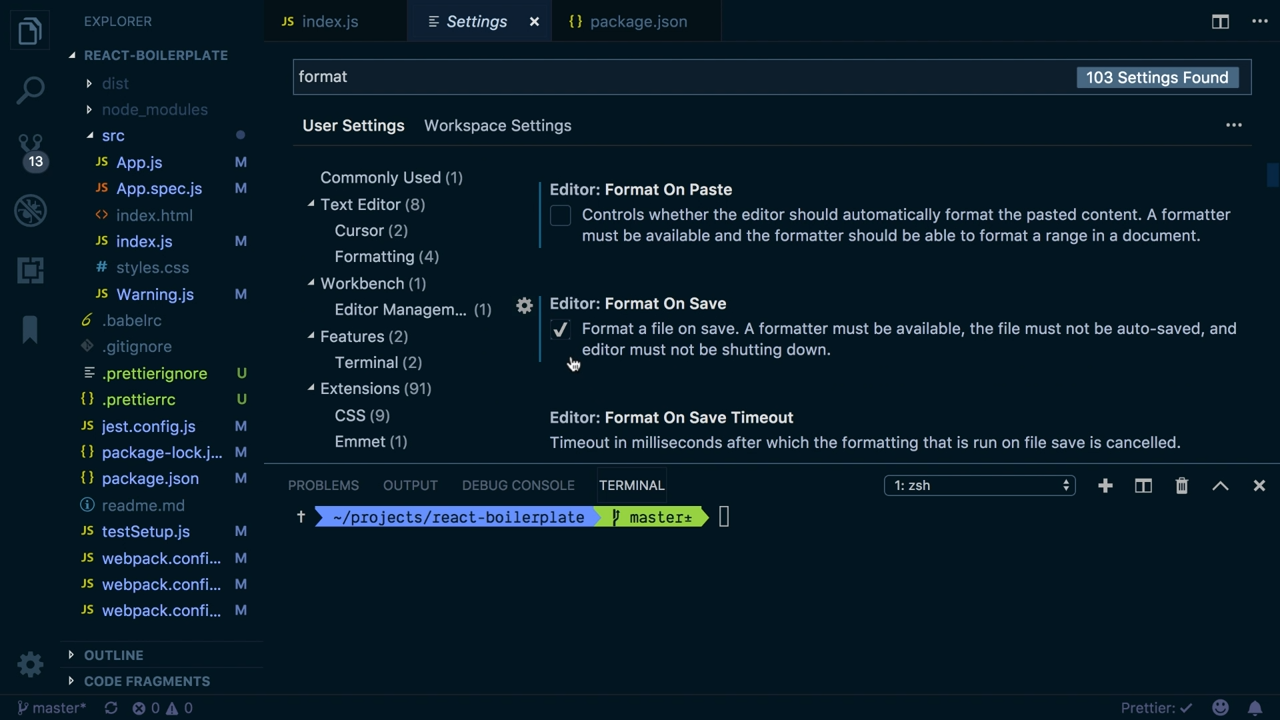 EXPLORER
REACT-BOILERPLATE
dist
node_modules
src
JS App.js M
JS App.spec.js M
<> index.html
JS index.js M
# styles.css
JS Warning.js M
.babelrc
.gitignore
.prettierignore U
{} .prettierrc U
JS jest.config.js M
{} package-lock.j... M
{} package.json M
readme.md
JS testSetup.js M
JS webpack.confi... M
JS webpack.confi... M
JS webpack.confi... M
OUTLINE
CODE FRAGMENTS
13
JS index.js
Settings ×
{} package.json
format
103 Settings Found
User Settings Workspace Settings
Commonly Used (1)
Text Editor (8)
Cursor (2)
Formatting (4)
Workbench (1)
Editor Managem... (1)
Features (2)
Terminal (2)
Extensions (91)
CSS (9)
Emmet (1)
Editor: Format On Paste
Controls whether the editor should automatically format the pasted content. A formatter
must be available and the formatter should be able to format a range in a document.
Editor: Format On Save
Format a file on save. A formatter must be available, the file must not be auto-saved, and
editor must not be shutting down.
Editor: Format On Save Timeout
Timeout in milliseconds after which the formatting that is run on file save is cancelled.
PROBLEMS OUTPUT DEBUG CONSOLE TERMINAL
1: zsh
† ~/projects/react-boilerplate master±
master* 0 0
Prettier: ✓